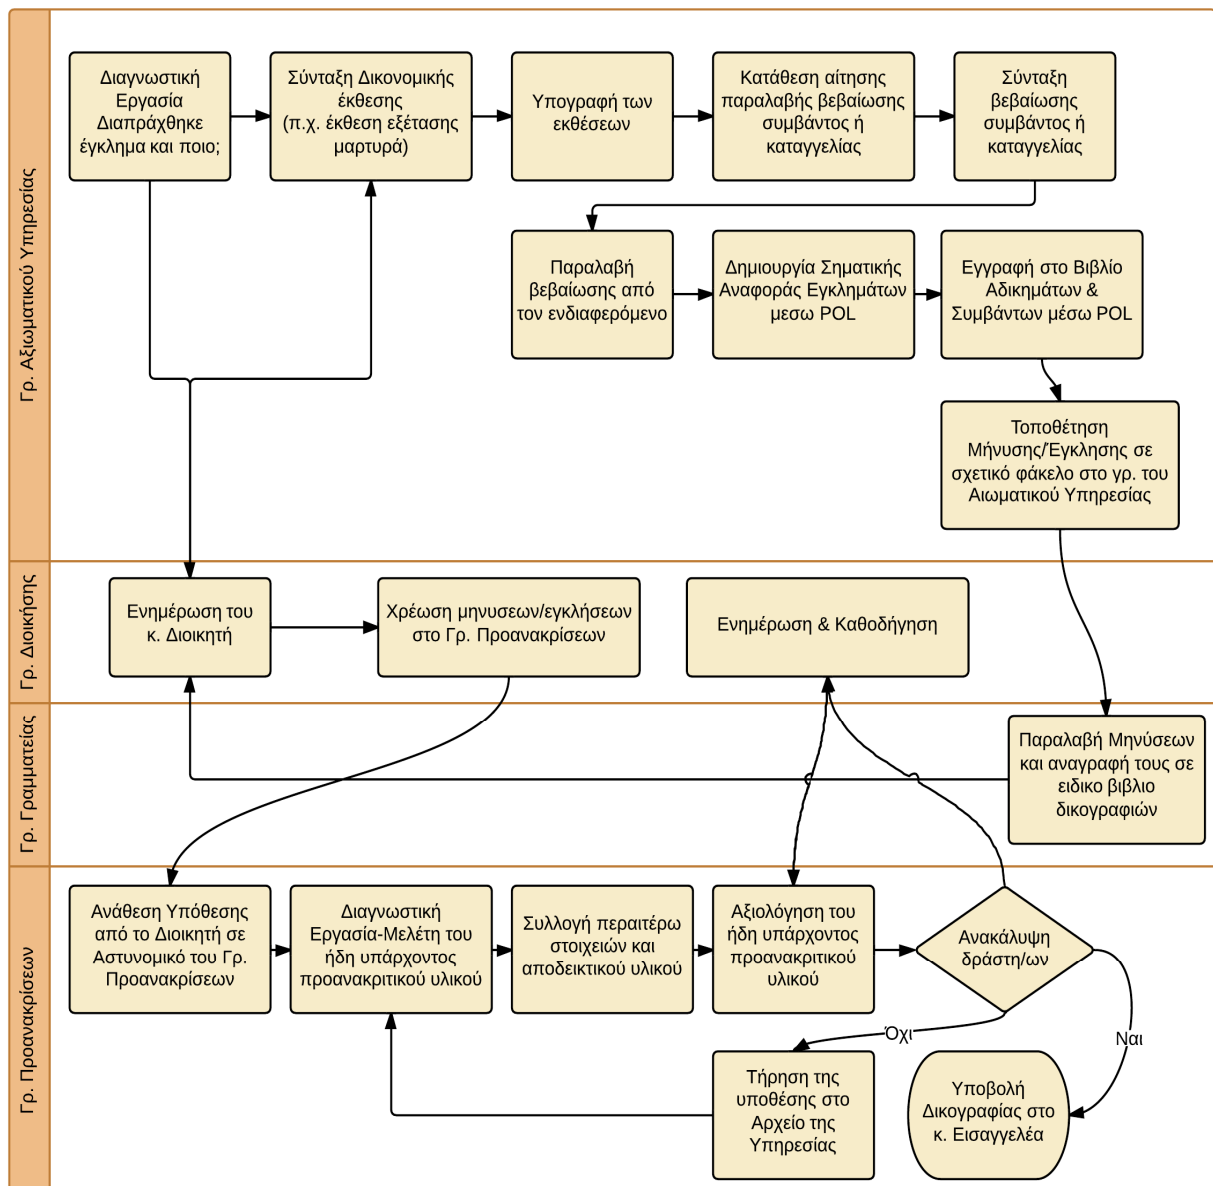 Γρ. Αξιωματικού Υπηρεσίας
Διαγνωστική
Εργασία
Διαπράχθηκε
έγκλημα και ποιο;
Σύνταξη Δικονομικής
έκθεσης
(π.χ. έκθεση εξέτασης
μαρτυρά)
Υπογραφή των
εκθέσεων
Κατάθεση αίτησης
παραλαβής βεβαίωσης
συμβάντος ή
καταγγελίας
Σύνταξη
βεβαίωσης
συμβάντος ή
καταγγελίας
Παραλαβή
βεβαίωσης από
τον ενδιαφερόμενο
Δημιουργία Σηματικής
Αναφοράς Εγκλημάτων
μεσω POL
Εγγραφή στο Βιβλίο
Αδικημάτων &
Συμβάντων μέσω POL
Τοποθέτηση
Μήνυσης/Έγκλησης σε
σχετικό φάκελο στο γρ. του
Αιωματικού Υπηρεσίας
Γρ. Διοικήσης
Ενημέρωση του
κ. Διοικητή
Χρέωση μηνυσεων/εγκλήσεων
στο Γρ. Προανακρίσεων
Ενημέρωση & Καθοδήγηση
Γρ. Γραμματείας
Παραλαβή Μηνύσεων
και αναγραφή τους σε
ειδικο βιβλιο
δικογραφιών
Γρ. Προανακρίσεων
Ανάθεση Υπόθεσης
από το Διοικητή σε
Αστυνομικό του Γρ.
Προανακρίσεων
Διαγνωστική
Εργασία-Μελέτη του
ήδη υπάρχοντος
προανακριτικού υλικού
Συλλογή περαιτέρω
στοιχείων και
αποδεικτικού υλικού
Αξιολόγηση του
ήδη υπάρχοντος
προανακριτικού
υλικού
Ανακάλυψη
δράστη/ων
Όχι
Ναι
Τήρηση της
υποθέσης στο
Αρχείο της
Υπηρεσίας
Υποβολή
Δικογραφίας στο
κ. Εισαγγελέα